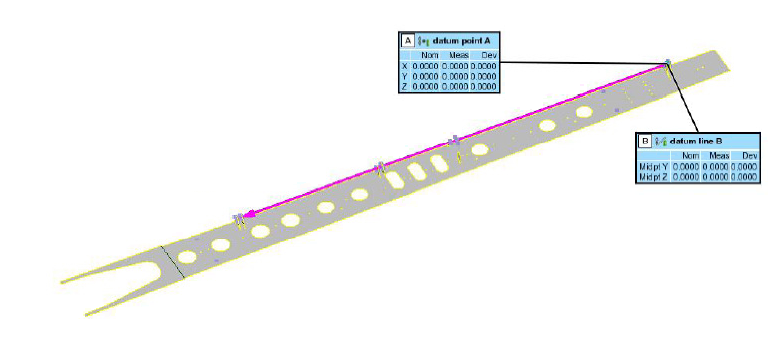 A datum point A
Nom Meas Dev
X 0.0000 0.0000 0.0000
Y 0.0000 0.0000 0.0000
Z 0.0000 0.0000 0.0000
B datum line B
Nom Meas Dev
Midpt Y 0.0000 0.0000 0.0000
Midpt Z 0.0000 0.0000 0.0000